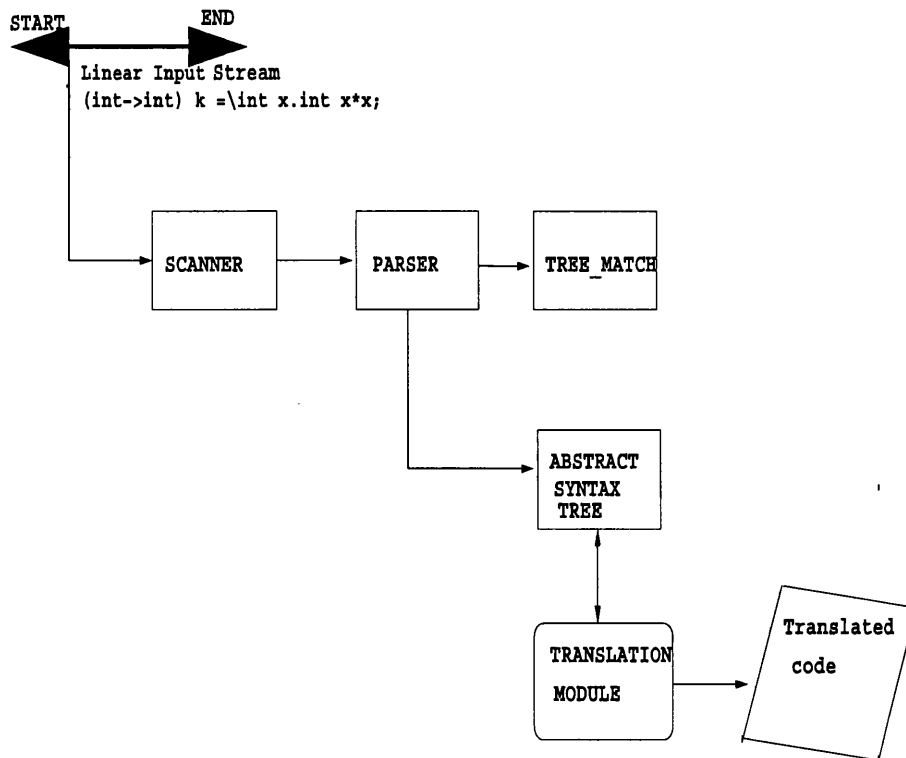 START
END
Linear Input Stream
(int->int) k =\int x.int x*x;
SCANNER
PARSER
TREE_MATCH
ABSTRACT
SYNTAX
TREE
TRANSLATION
MODULE
Translated
code